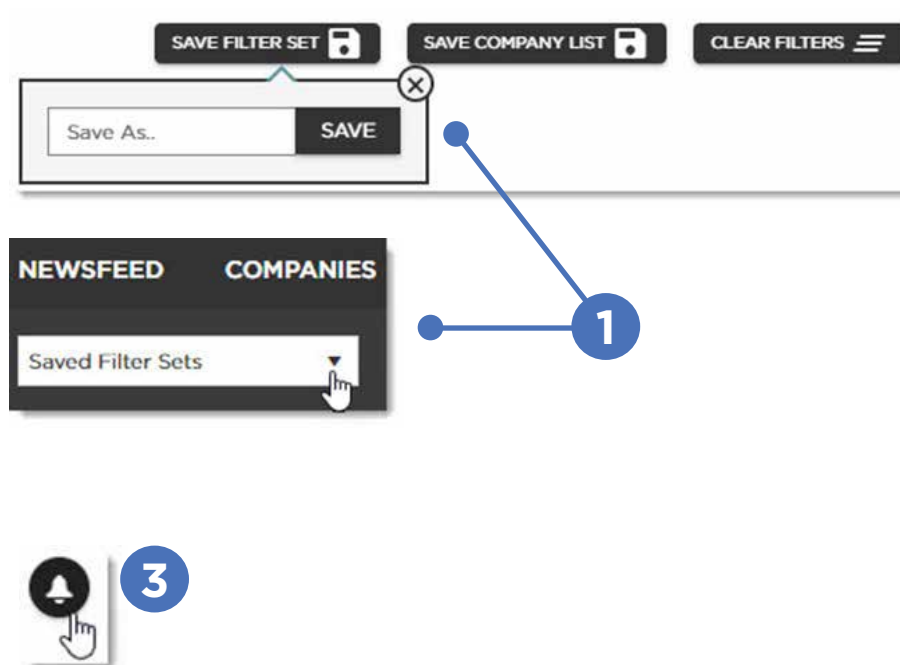 SAVE FILTER SET
SAVE COMPANY LIST
CLEAR FILTERS
Save As..
SAVE
NEWSFEED COMPANIES
1
Saved Filter Sets
3